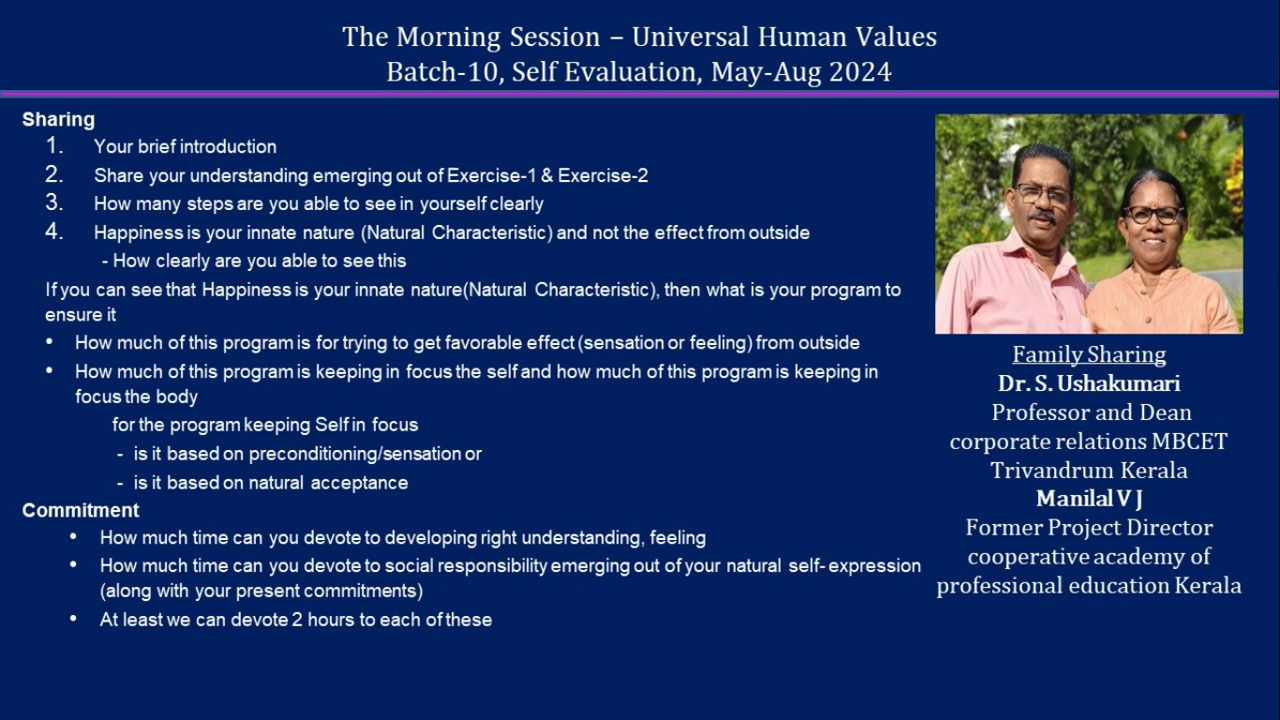 The Morning Session – Universal Human Values
Batch-10, Self Evaluation, May-Aug 2024
Sharing
1. Your brief introduction
2. Share your understanding emerging out of Exercise-1 & Exercise-2
3. How many steps are you able to see in yourself clearly
4. Happiness is your innate nature (Natural Characteristic) and not the effect from outside
- How clearly are you able to see this
If you can see that Happiness is your innate nature(Natural Characteristic), then what is your program to
ensure it
• How much of this program is for trying to get favorable effect (sensation or feeling) from outside
• How much of this program is keeping in focus the self and how much of this program is keeping in
focus the body
for the program keeping Self in focus
- is it based on preconditioning/sensation or
- is it based on natural acceptance
Commitment
• How much time can you devote to developing right understanding, feeling
• How much time can you devote to social responsibility emerging out of your natural self-expression
(along with your present commitments)
• At least we can devote 2 hours to each of these
Family Sharing
Dr. S. Ushakumari
Professor and Dean
corporate relations MBCET
Trivandrum Kerala
Manilal V J
Former Project Director
cooperative academy of
professional education Kerala